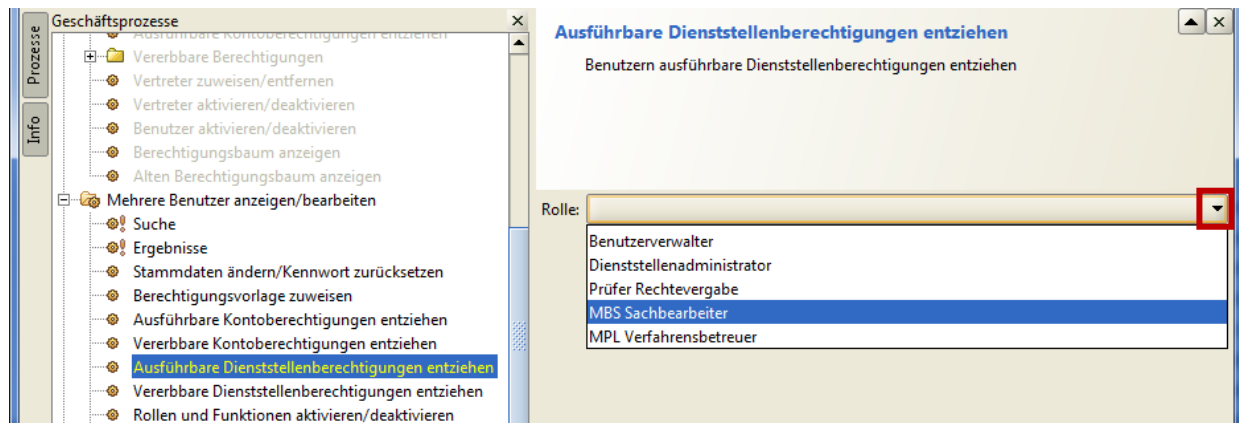 Geschäftsprozesse
Prozesse
Info
Ausführbare Kontoberechtigungen entziehen
Vererbbare Berechtigungen
Vertreter zuweisen/entfernen
Vertreter aktivieren/deaktivieren
Benutzer aktivieren/deaktivieren
Berechtigungsbaum anzeigen
Alten Berechtigungsbaum anzeigen
Mehrere Benutzer anzeigen/bearbeiten
Suche
Ergebnisse
Stammdaten ändern/Kennwort zurücksetzen
Berechtigungsvorlage zuweisen
Ausführbare Kontoberechtigungen entziehen
Vererbbare Kontoberechtigungen entziehen
Ausführbare Dienststellenberechtigungen entziehen
Vererbbare Dienststellenberechtigungen entziehen
Rollen und Funktionen aktivieren/deaktivieren
Ausführbare Dienststellenberechtigungen entziehen
Benutzern ausführbare Dienststellenberechtigungen entziehen
Rolle:
Benutzerverwalter
Dienststellenadministrator
Prüfer Rechtevergabe
MBS Sachbearbeiter
MPL Verfahrensbetreuer